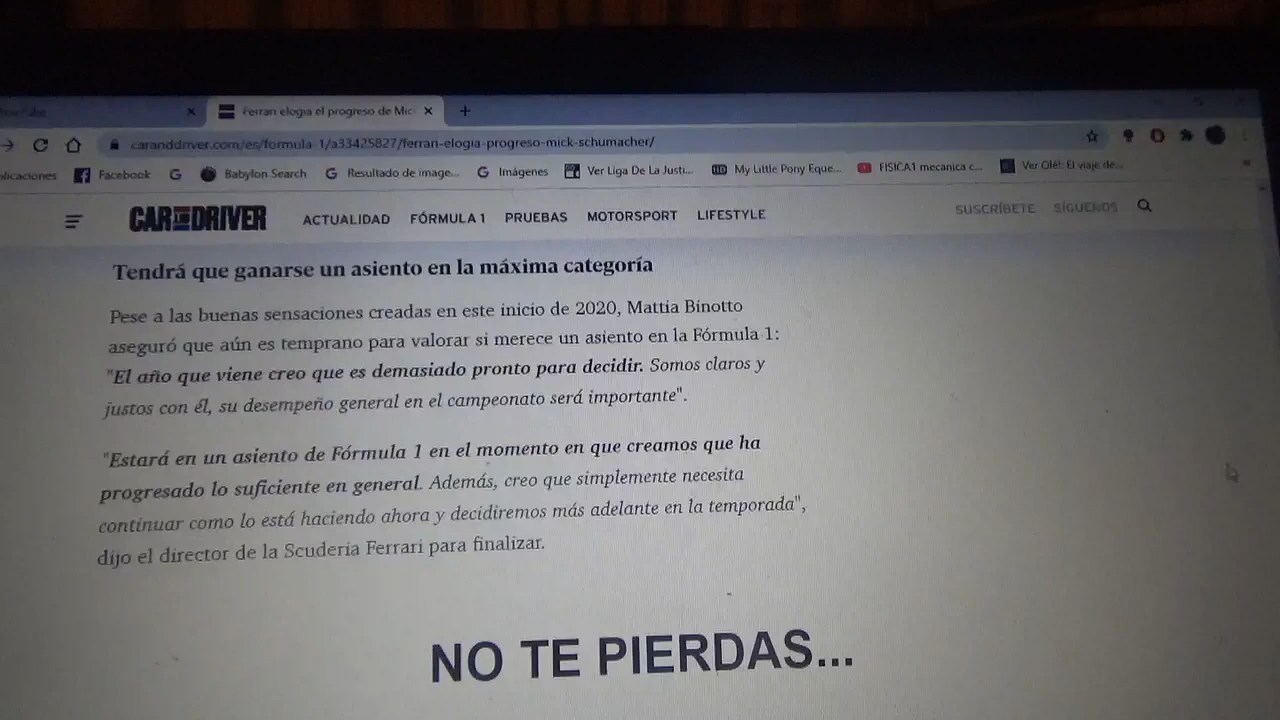 Ferrari elogia el progreso de Mic
caranddriver.com/es/formula-1/a33425827/ferrari-elogia-progreso-mick-schumacher/
licaciones Facebook G Babylon Search G Resultado de image... G Imágenes Ver Liga De La Justi... HD My Little Pony Eque... FISICA1 mecanica c... Ver Olé!: El viaje de...
CAR AND DRIVER ACTUALIDAD FÓRMULA 1 PRUEBAS MOTORSPORT LIFESTYLE SUSCRÍBETE SÍGUENOS
Tendrá que ganarse un asiento en la máxima categoría
Pese a las buenas sensaciones creadas en este inicio de 2020, Mattia Binotto
aseguró que aún es temprano para valorar si merece un asiento en la Fórmula 1:
"El año que viene creo que es demasiado pronto para decidir. Somos claros y
justos con él, su desempeño general en el campeonato será importante".
"Estará en un asiento de Fórmula 1 en el momento en que creamos que ha
progresado lo suficiente en general. Además, creo que simplemente necesita
continuar como lo está haciendo ahora y decidiremos más adelante en la temporada",
dijo el director de la Scuderia Ferrari para finalizar.
NO TE PIERDAS...